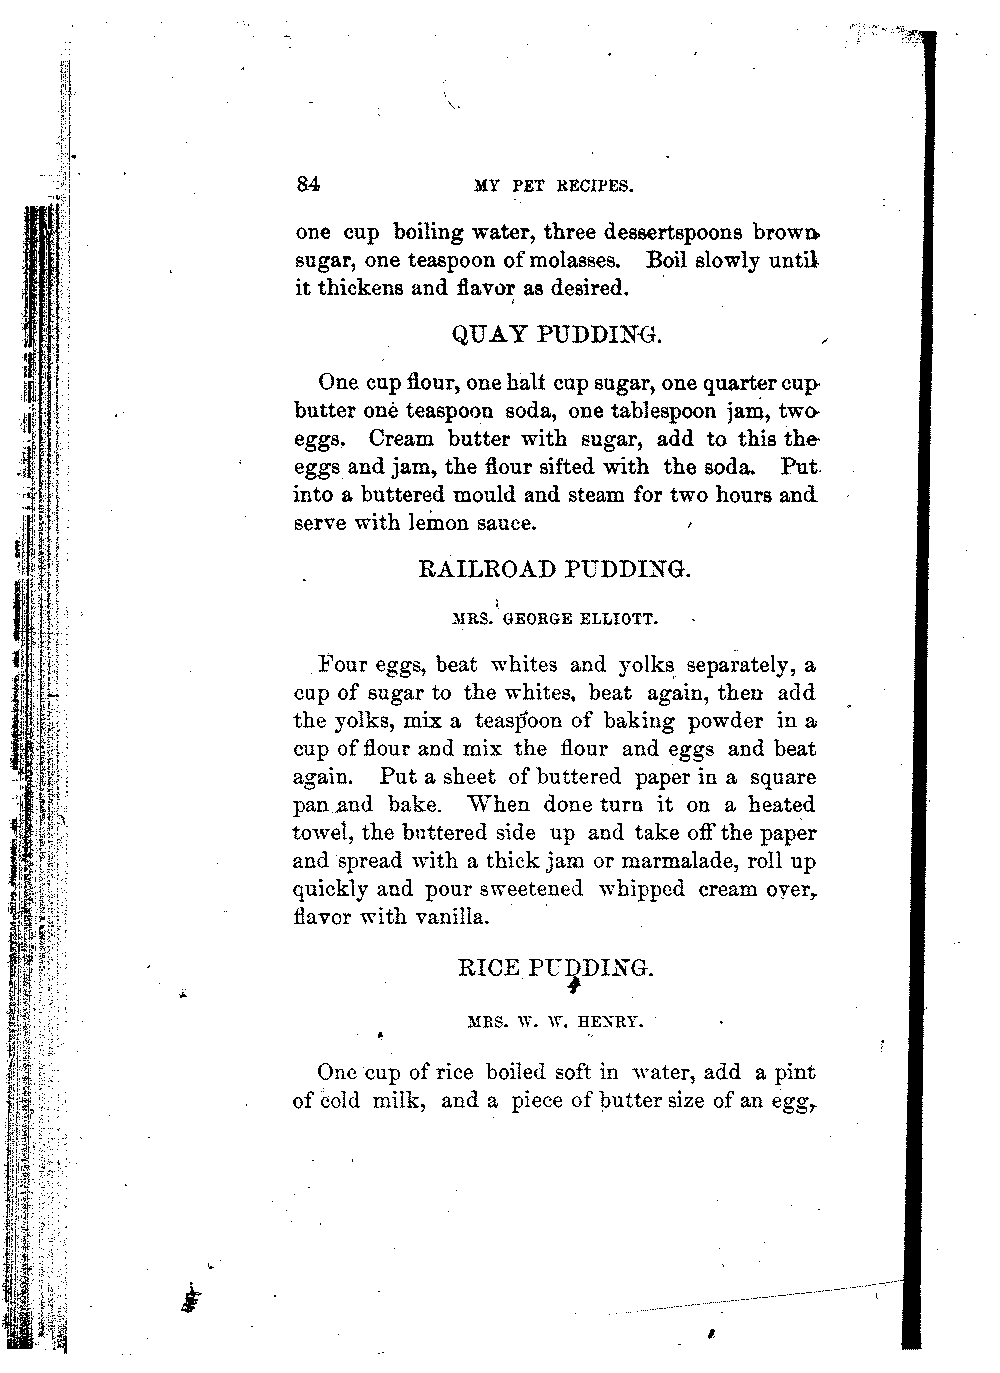 84 MY PET RECIPES.
one cup boiling water, three dessertspoons brown
sugar, one teaspoon of molasses. Boil slowly until
it thickens and flavor as desired.
QUAY PUDDING.
One cup flour, one half cup sugar, one quarter cup
butter one teaspoon soda, one tablespoon jam, two
eggs. Cream butter with sugar, add to this the
eggs and jam, the flour sifted with the soda. Put
into a buttered mould and steam for two hours and
serve with lemon sauce.
RAILROAD PUDDING.
MRS. GEORGE ELLIOTT.
Four eggs, beat whites and yolks separately, a
cup of sugar to the whites, beat again, then add
the yolks, mix a teaspoon of baking powder in a
cup of flour and mix the flour and eggs and beat
again. Put a sheet of buttered paper in a square
pan and bake. When done turn it on a heated
towel, the buttered side up and take off the paper
and spread with a thick jam or marmalade, roll up
quickly and pour sweetened whipped cream over,
flavor with vanilla.
RICE PUDDING.
MRS. W. W. HENRY.
One cup of rice boiled soft in water, add a pint
of cold milk, and a piece of butter size of an egg,